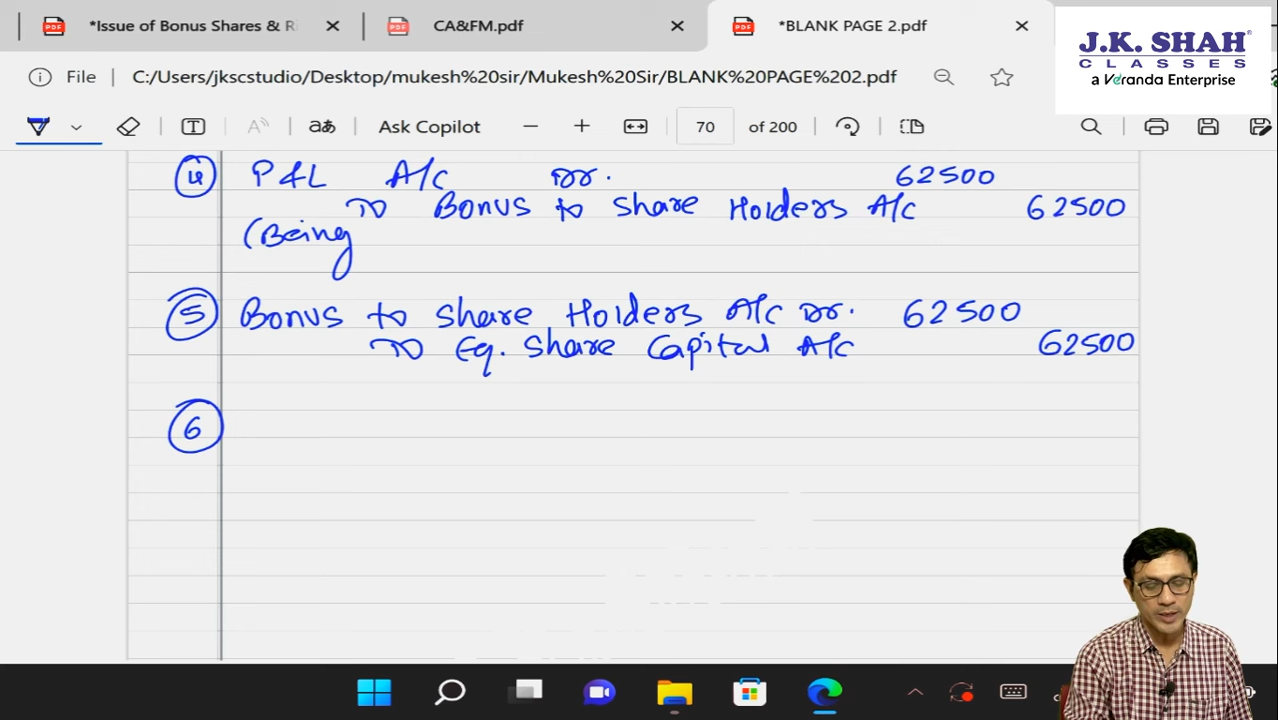 *Issue of Bonus Shares & Ri
CA&FM.pdf
*BLANK PAGE 2.pdf
J.K. SHAH®
CLASSES
a Veranda Enterprise
File C:/Users/jkscstudio/Desktop/mukesh%20sir/Mukesh%20Sir/BLANK%20PAGE%202.pdf
Ask Copilot
70 of 200
4 P&L A/c Dr. 62500
To Bonus to share Holders A/c 62500
(Being
5 Bonus to share Holders A/c Dr. 62500
To Eq. Share Capital A/c 62500
6